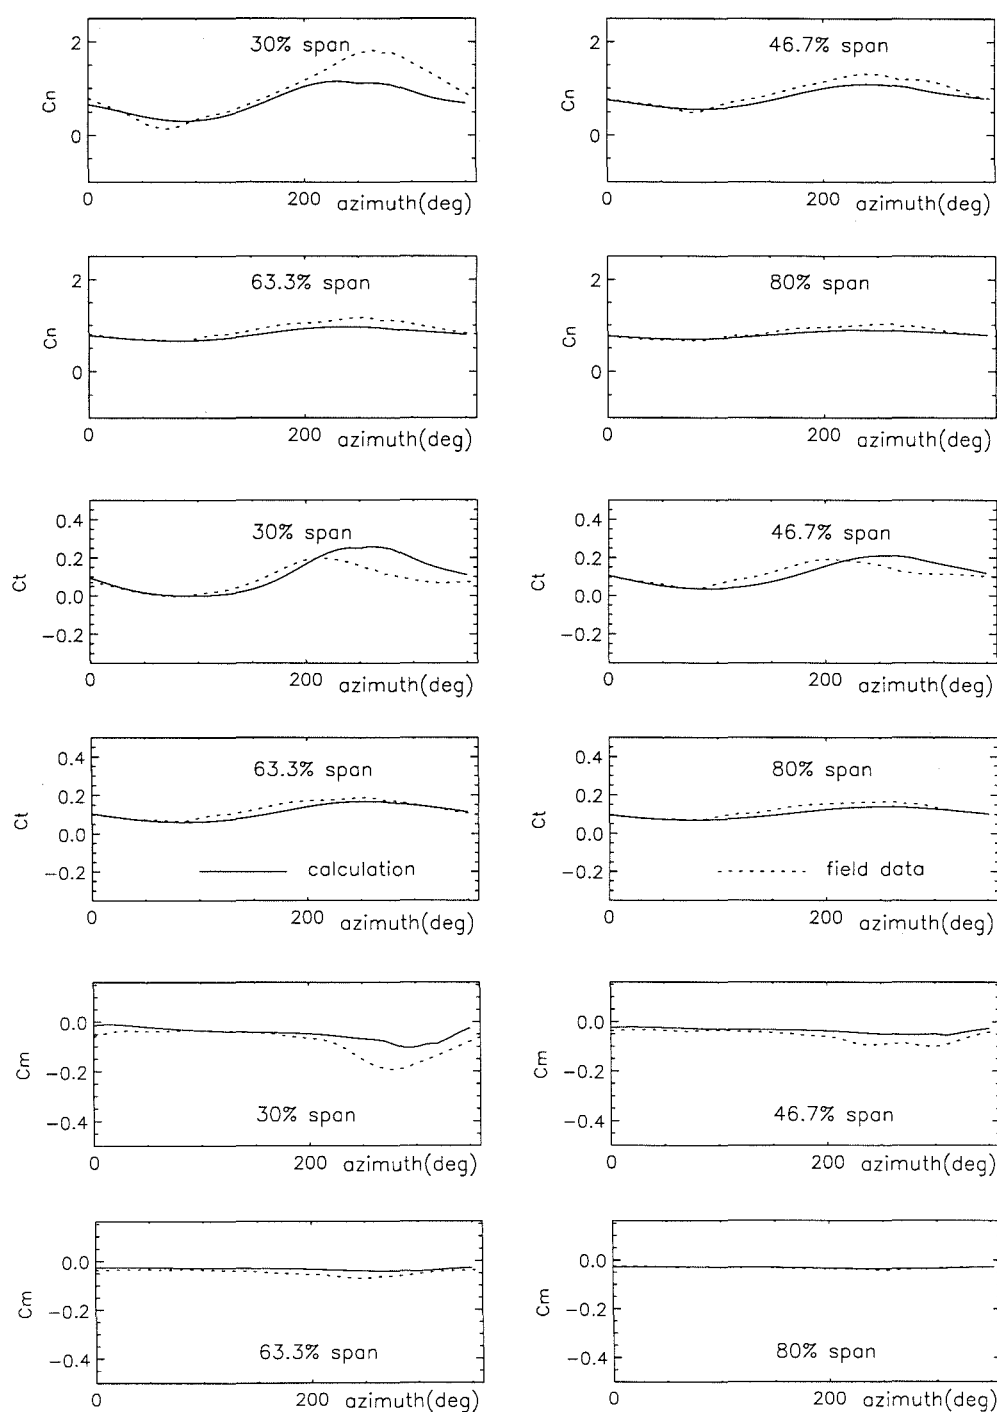 30% span
2
Cn
0
0
200
azimuth(deg)
46.7% span
2
Cn
0
0
200
azimuth(deg)
63.3% span
2
Cn
0
0
200
azimuth(deg)
80% span
2
Cn
0
0
200
azimuth(deg)
30% span
0.4
0.2
Ct
0.0
−0.2
0
200
azimuth(deg)
46.7% span
0.4
0.2
Ct
0.0
−0.2
0
200
azimuth(deg)
63.3% span
0.4
0.2
Ct
0.0
−0.2
calculation
0
200
azimuth(deg)
80% span
0.4
0.2
Ct
0.0
−0.2
field data
0
200
azimuth(deg)
0.0
Cm
−0.2
−0.4
30% span
0
200
azimuth(deg)
0.0
Cm
−0.2
−0.4
46.7% span
0
200
azimuth(deg)
0.0
Cm
−0.2
−0.4
63.3% span
0
200
azimuth(deg)
0.0
Cm
−0.2
−0.4
80% span
0
200
azimuth(deg)